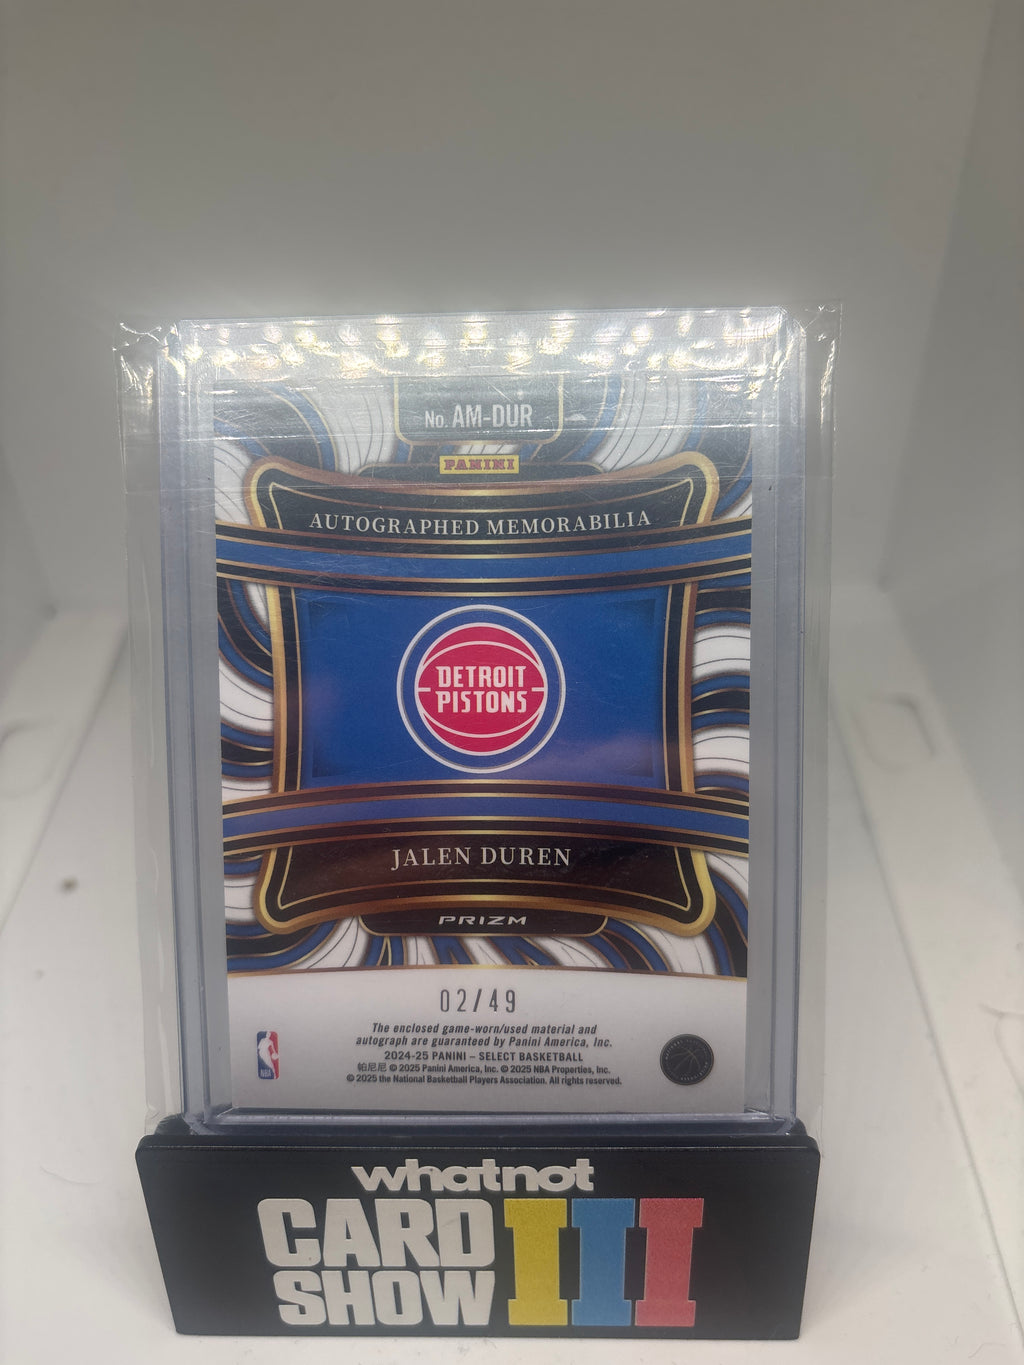 No. AM-DUR
PANINI
AUTOGRAPHED MEMORABILIA
DETROIT
PISTONS
JALEN DUREN
PRIZM
02/49
The enclosed game-worn/used material and
autograph are guaranteed by Panini America, Inc.
2024-25 PANINI – SELECT BASKETBALL
帕尼尼 © 2025 Panini America, Inc. © 2025 NBA Properties, Inc.
© 2025 the National Basketball Players Association. All rights reserved.
NBA
whatnot
CARD
SHOW
III